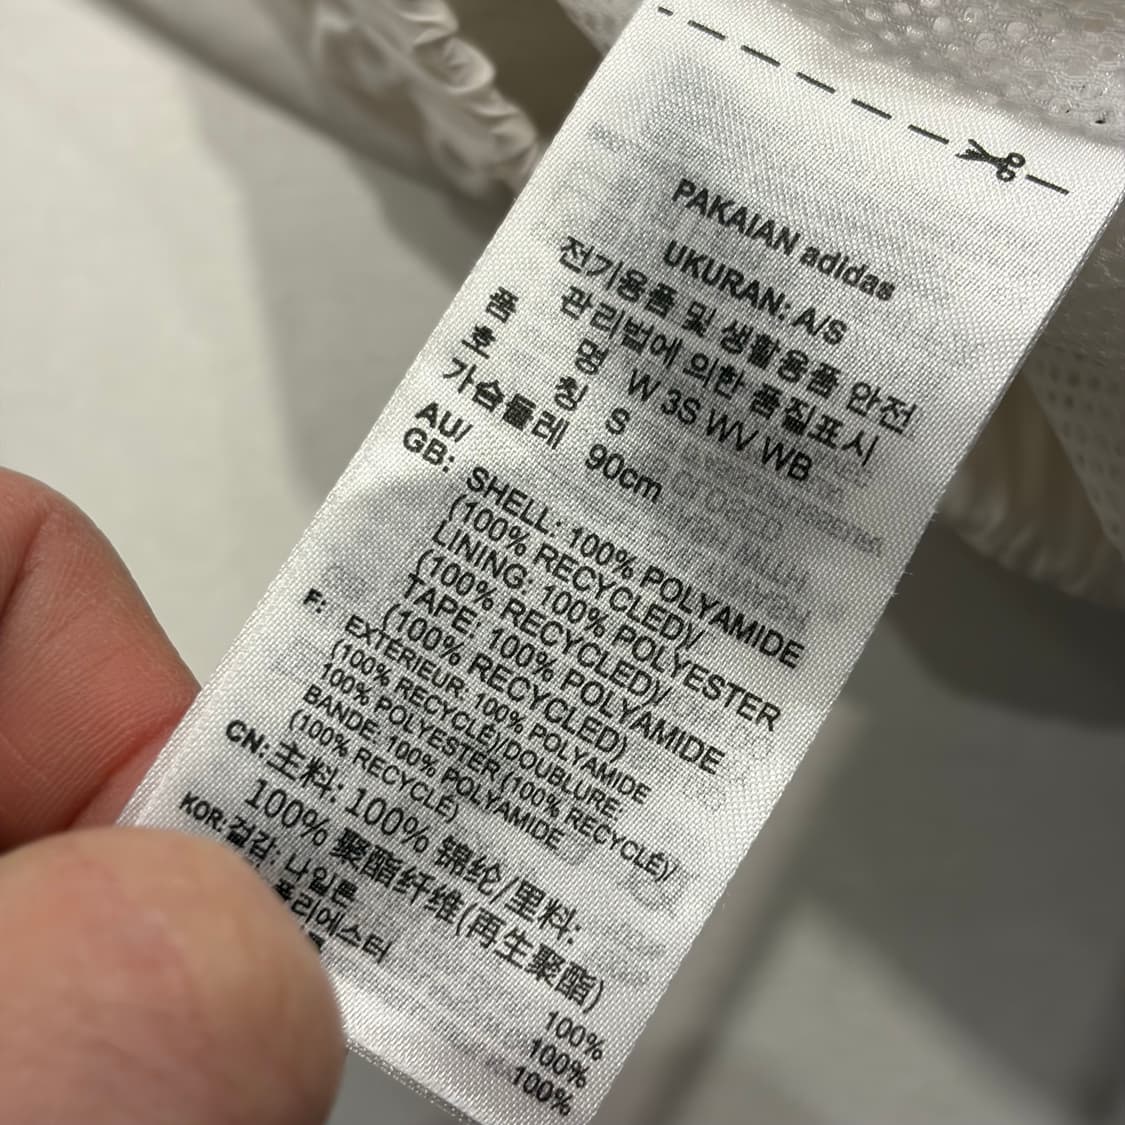 PAKAIAN adidas
UKURAN: A/S
전기용품 및 생활용품 안전
관리법에 의한 품질표시
품 명 W 3S WV WB
호 칭 S
가슴둘레 90cm
AU/
GB: SHELL: 100% POLYAMIDE
(100% RECYCLED)/
LINING: 100% POLYESTER
(100% RECYCLED)/
TAPE: 100% POLYAMIDE
(100% RECYCLED)
F: EXTÉRIEUR: 100% POLYAMIDE
(100% RECYCLÉ)/DOUBLURE:
100% POLYESTER (100% RECYCLÉ)/
BANDE: 100% POLYAMIDE
(100% RECYCLÉ)
CN: 主料: 100% 锦纶/里料:
100% 聚酯纤维(再生聚酯)
KOR: 겉감: 나일론 100%
폴리에스터 100%
100%